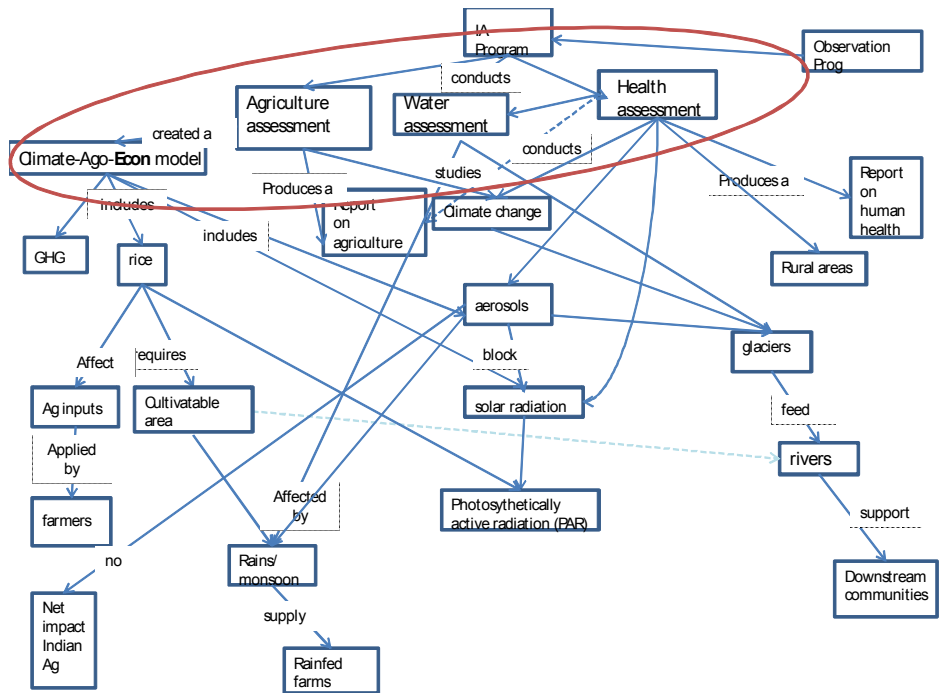 IA
Program
Observation
Prog
conducts
Agriculture
assessment
Water
assessment
Health
assessment
created a
Climate-Ago-Econ model
conducts
studies
Produces a
Produces a
Report
on
human
health
includes
Report
on
agriculture
Climate change
includes
GHG
rice
Rural areas
aerosols
glaciers
Affect
equires
block
Ag inputs
Cultivatable
area
solar radiation
feed
Applied
by
rivers
farmers
Affected
by
Photosythetically
active radiation (PAR)
support
no
Rains/
monsoon
Downstream
communities
Net
impact
Indian
Ag
supply
Rainfed
farms